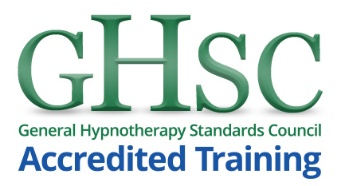 GHSC
General Hypnotherapy Standards Council
Accredited Training